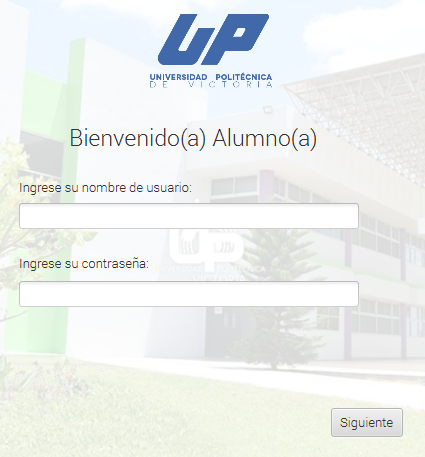 UP
UNIVERSIDAD POLITÉCNICA
DE VICTORIA
Bienvenido(a) Alumno(a)
Ingrese su nombre de usuario:
Ingrese su contraseña:
Siguiente